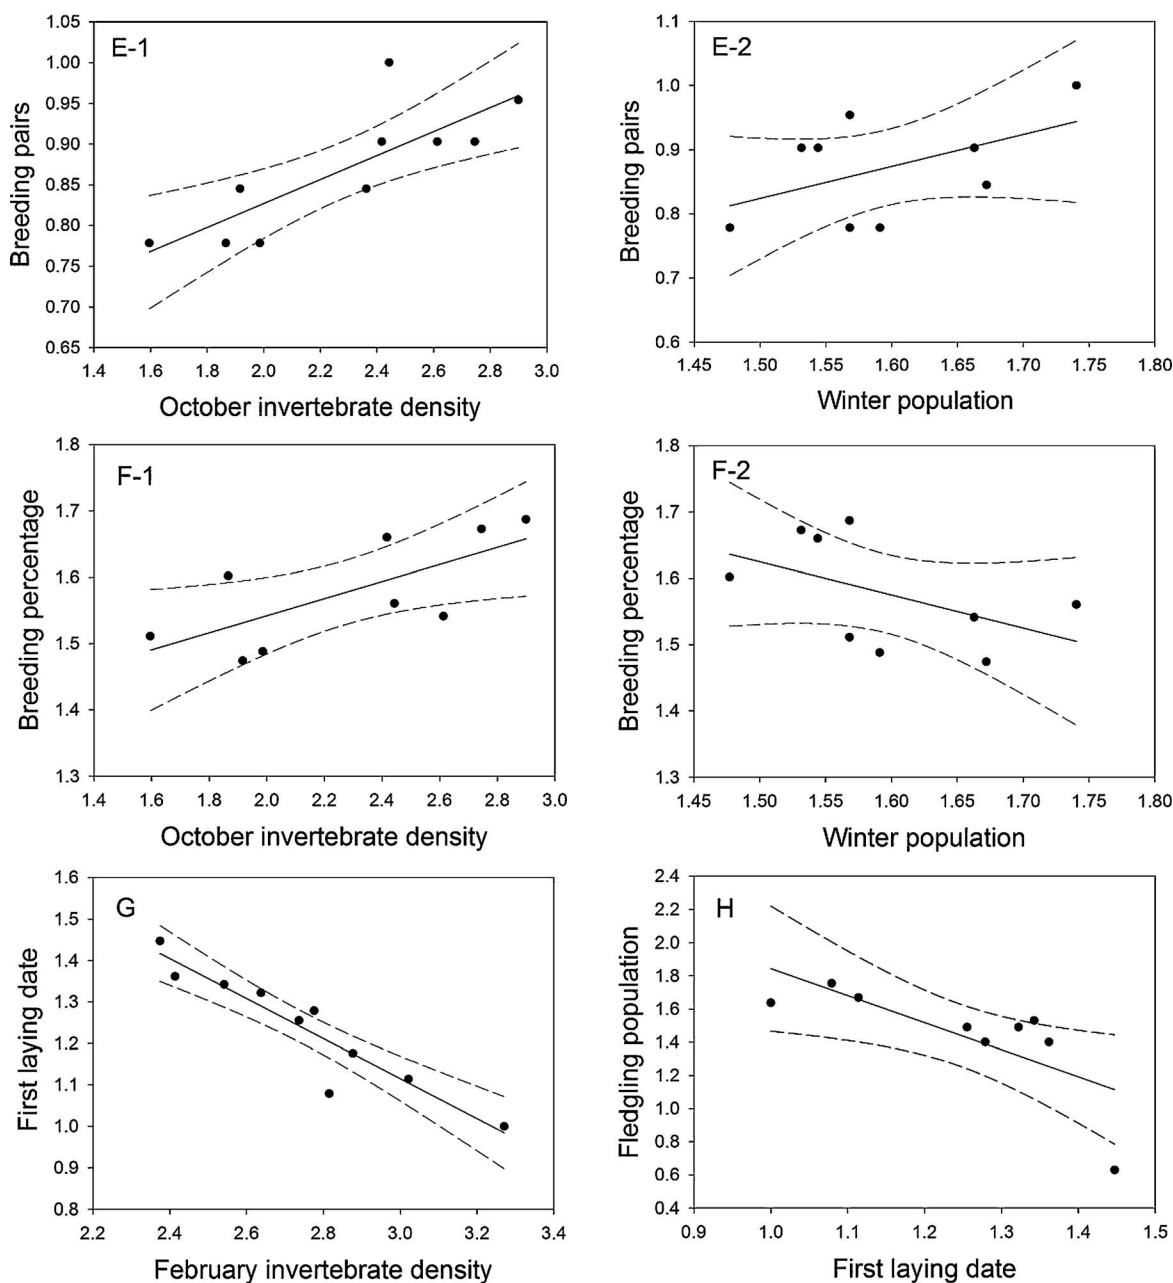 E-1
Breeding pairs
1.05
1.00
0.95
0.90
0.85
0.80
0.75
0.70
0.65
1.4 1.6 1.8 2.0 2.2 2.4 2.6 2.8 3.0
October invertebrate density
E-2
Breeding pairs
1.1
1.0
0.9
0.8
0.7
0.6
1.45 1.50 1.55 1.60 1.65 1.70 1.75 1.80
Winter population
F-1
Breeding percentage
1.8
1.7
1.6
1.5
1.4
1.3
1.4 1.6 1.8 2.0 2.2 2.4 2.6 2.8 3.0
October invertebrate density
F-2
Breeding percentage
1.8
1.7
1.6
1.5
1.4
1.3
1.45 1.50 1.55 1.60 1.65 1.70 1.75 1.80
Winter population
G
First laying date
1.6
1.5
1.4
1.3
1.2
1.1
1.0
0.9
0.8
2.2 2.4 2.6 2.8 3.0 3.2 3.4
February invertebrate density
H
Fledgling population
2.4
2.2
2.0
1.8
1.6
1.4
1.2
1.0
0.8
0.6
0.4
0.9 1.0 1.1 1.2 1.3 1.4 1.5
First laying date